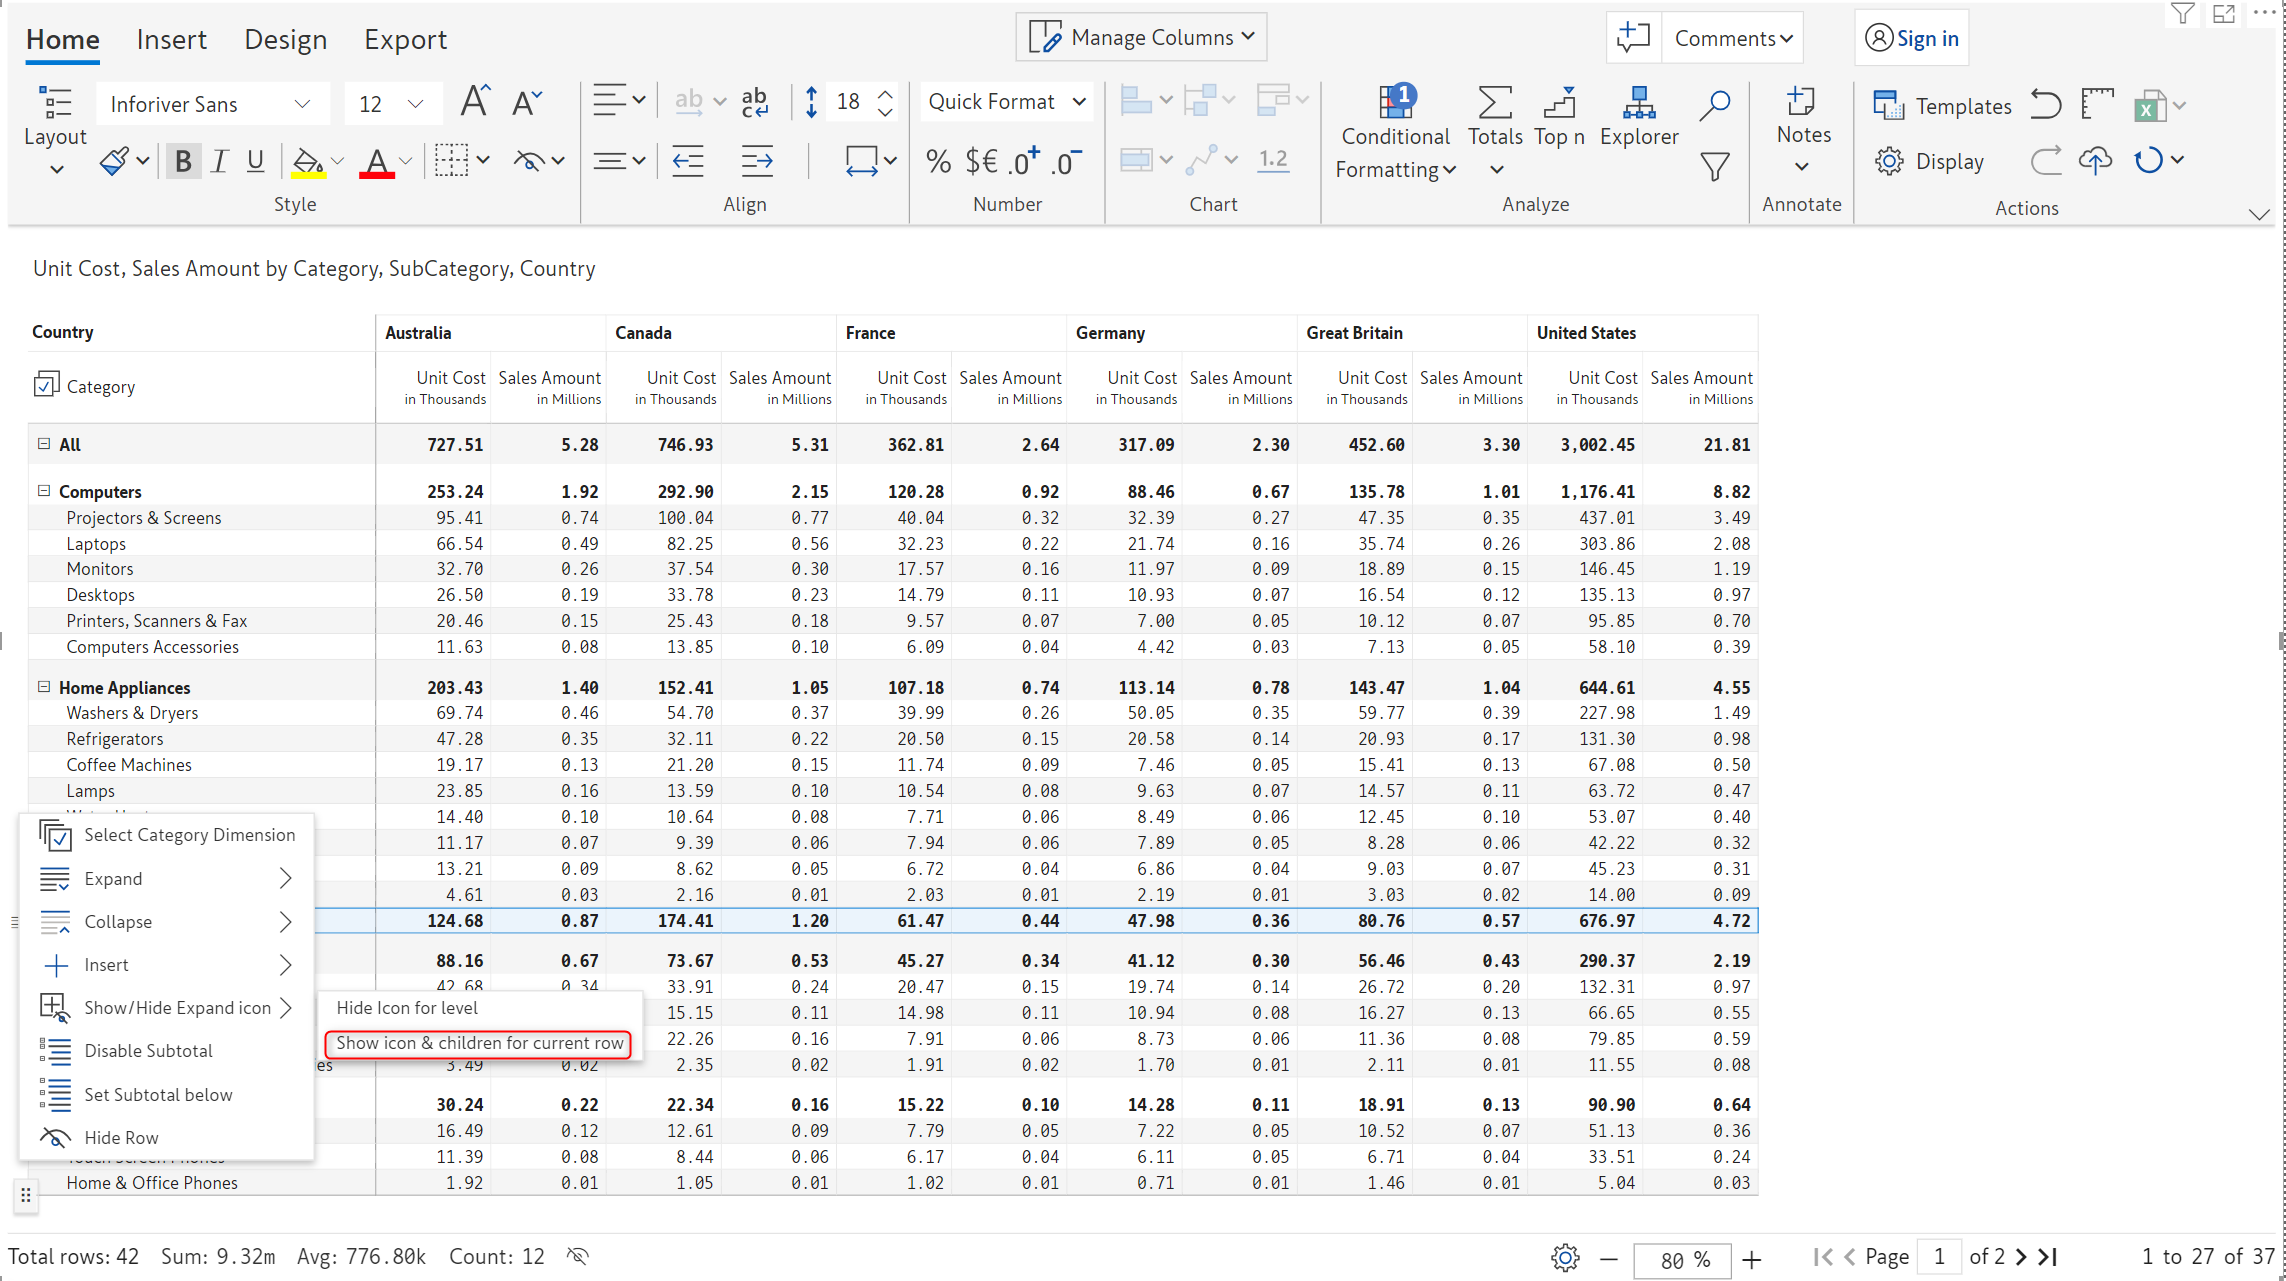 Home Insert Design Export Manage Columns Comments Sign in
Inforiver Sans 12 ab ab 18 Quick Format 1
Layout c Conditional Totals Top n Explorer Notes Templates
B I U A % $€ .0+ .0- 1.2 Formatting Display
Style Align Number Chart Analyze Annotate Actions
Unit Cost, Sales Amount by Category, SubCategory, Country
Country Australia Canada France Germany Great Britain United States
Category Unit Cost Sales Amount Unit Cost Sales Amount Unit Cost Sales Amount Unit Cost Sales Amount Unit Cost Sales Amount Unit Cost Sales Amount
in Thousands in Millions in Thousands in Millions in Thousands in Millions in Thousands in Millions in Thousands in Millions in Thousands in Millions
All 727.51 5.28 746.93 5.31 362.81 2.64 317.09 2.30 452.60 3.30 3,002.45 21.81
Computers 253.24 1.92 292.90 2.15 120.28 0.92 88.46 0.67 135.78 1.01 1,176.41 8.82
Projectors & Screens 95.41 0.74 100.04 0.77 40.04 0.32 32.39 0.27 47.35 0.35 437.01 3.49
Laptops 66.54 0.49 82.25 0.56 32.23 0.22 21.74 0.16 35.74 0.26 303.86 2.08
Monitors 32.70 0.26 37.54 0.30 17.57 0.16 11.97 0.09 18.89 0.15 146.45 1.19
Desktops 26.50 0.19 33.78 0.23 14.79 0.11 10.93 0.07 16.54 0.12 135.13 0.97
Printers, Scanners & Fax 20.46 0.15 25.43 0.18 9.57 0.07 7.00 0.05 10.12 0.07 95.85 0.70
Computers Accessories 11.63 0.08 13.85 0.10 6.09 0.04 4.42 0.03 7.13 0.05 58.10 0.39
Home Appliances 203.43 1.40 152.41 1.05 107.18 0.74 113.14 0.78 143.47 1.04 644.61 4.55
Washers & Dryers 69.74 0.46 54.70 0.37 39.99 0.26 50.05 0.35 59.77 0.39 227.98 1.49
Refrigerators 47.28 0.35 32.11 0.22 20.50 0.15 20.58 0.14 20.93 0.17 131.30 0.98
Coffee Machines 19.17 0.13 21.20 0.15 11.74 0.09 7.46 0.05 15.41 0.13 67.08 0.50
Lamps 23.85 0.16 13.59 0.10 10.54 0.08 9.63 0.07 14.57 0.11 63.72 0.47
14.40 0.10 10.64 0.08 7.71 0.06 8.49 0.06 12.45 0.10 53.07 0.40
Select Category Dimension 11.17 0.07 9.39 0.06 7.94 0.06 7.89 0.05 8.28 0.06 42.22 0.32
Expand 13.21 0.09 8.62 0.05 6.72 0.04 6.86 0.04 9.03 0.07 45.23 0.31
4.61 0.03 2.16 0.01 2.03 0.01 2.19 0.01 3.03 0.02 14.00 0.09
Collapse 124.68 0.87 174.41 1.20 61.47 0.44 47.98 0.36 80.76 0.57 676.97 4.72
Insert 88.16 0.67 73.67 0.53 45.27 0.34 41.12 0.30 56.46 0.43 290.37 2.19
42.68 0.34 33.91 0.24 20.47 0.15 19.74 0.14 26.72 0.20 132.31 0.97
Show/Hide Expand icon Hide Icon for level 15.15 0.11 14.98 0.11 10.94 0.08 16.27 0.13 66.65 0.55
Disable Subtotal Show icon & children for current row 22.26 0.16 7.91 0.06 8.73 0.06 11.36 0.08 79.85 0.59
es 3.49 0.02 2.35 0.02 1.91 0.02 1.70 0.01 2.11 0.01 11.55 0.08
Set Subtotal below 30.24 0.22 22.34 0.16 15.22 0.10 14.28 0.11 18.91 0.13 90.90 0.64
Hide Row 16.49 0.12 12.61 0.09 7.79 0.05 7.22 0.05 10.52 0.07 51.13 0.36
11.39 0.08 8.44 0.06 6.17 0.04 6.11 0.05 6.71 0.04 33.51 0.24
Home & Office Phones 1.92 0.01 1.05 0.01 1.02 0.01 0.71 0.01 1.46 0.01 5.04 0.03
Total rows: 42 Sum: 9.32m Avg: 776.80k Count: 12 80 % Page 1 of 2 1 to 27 of 37